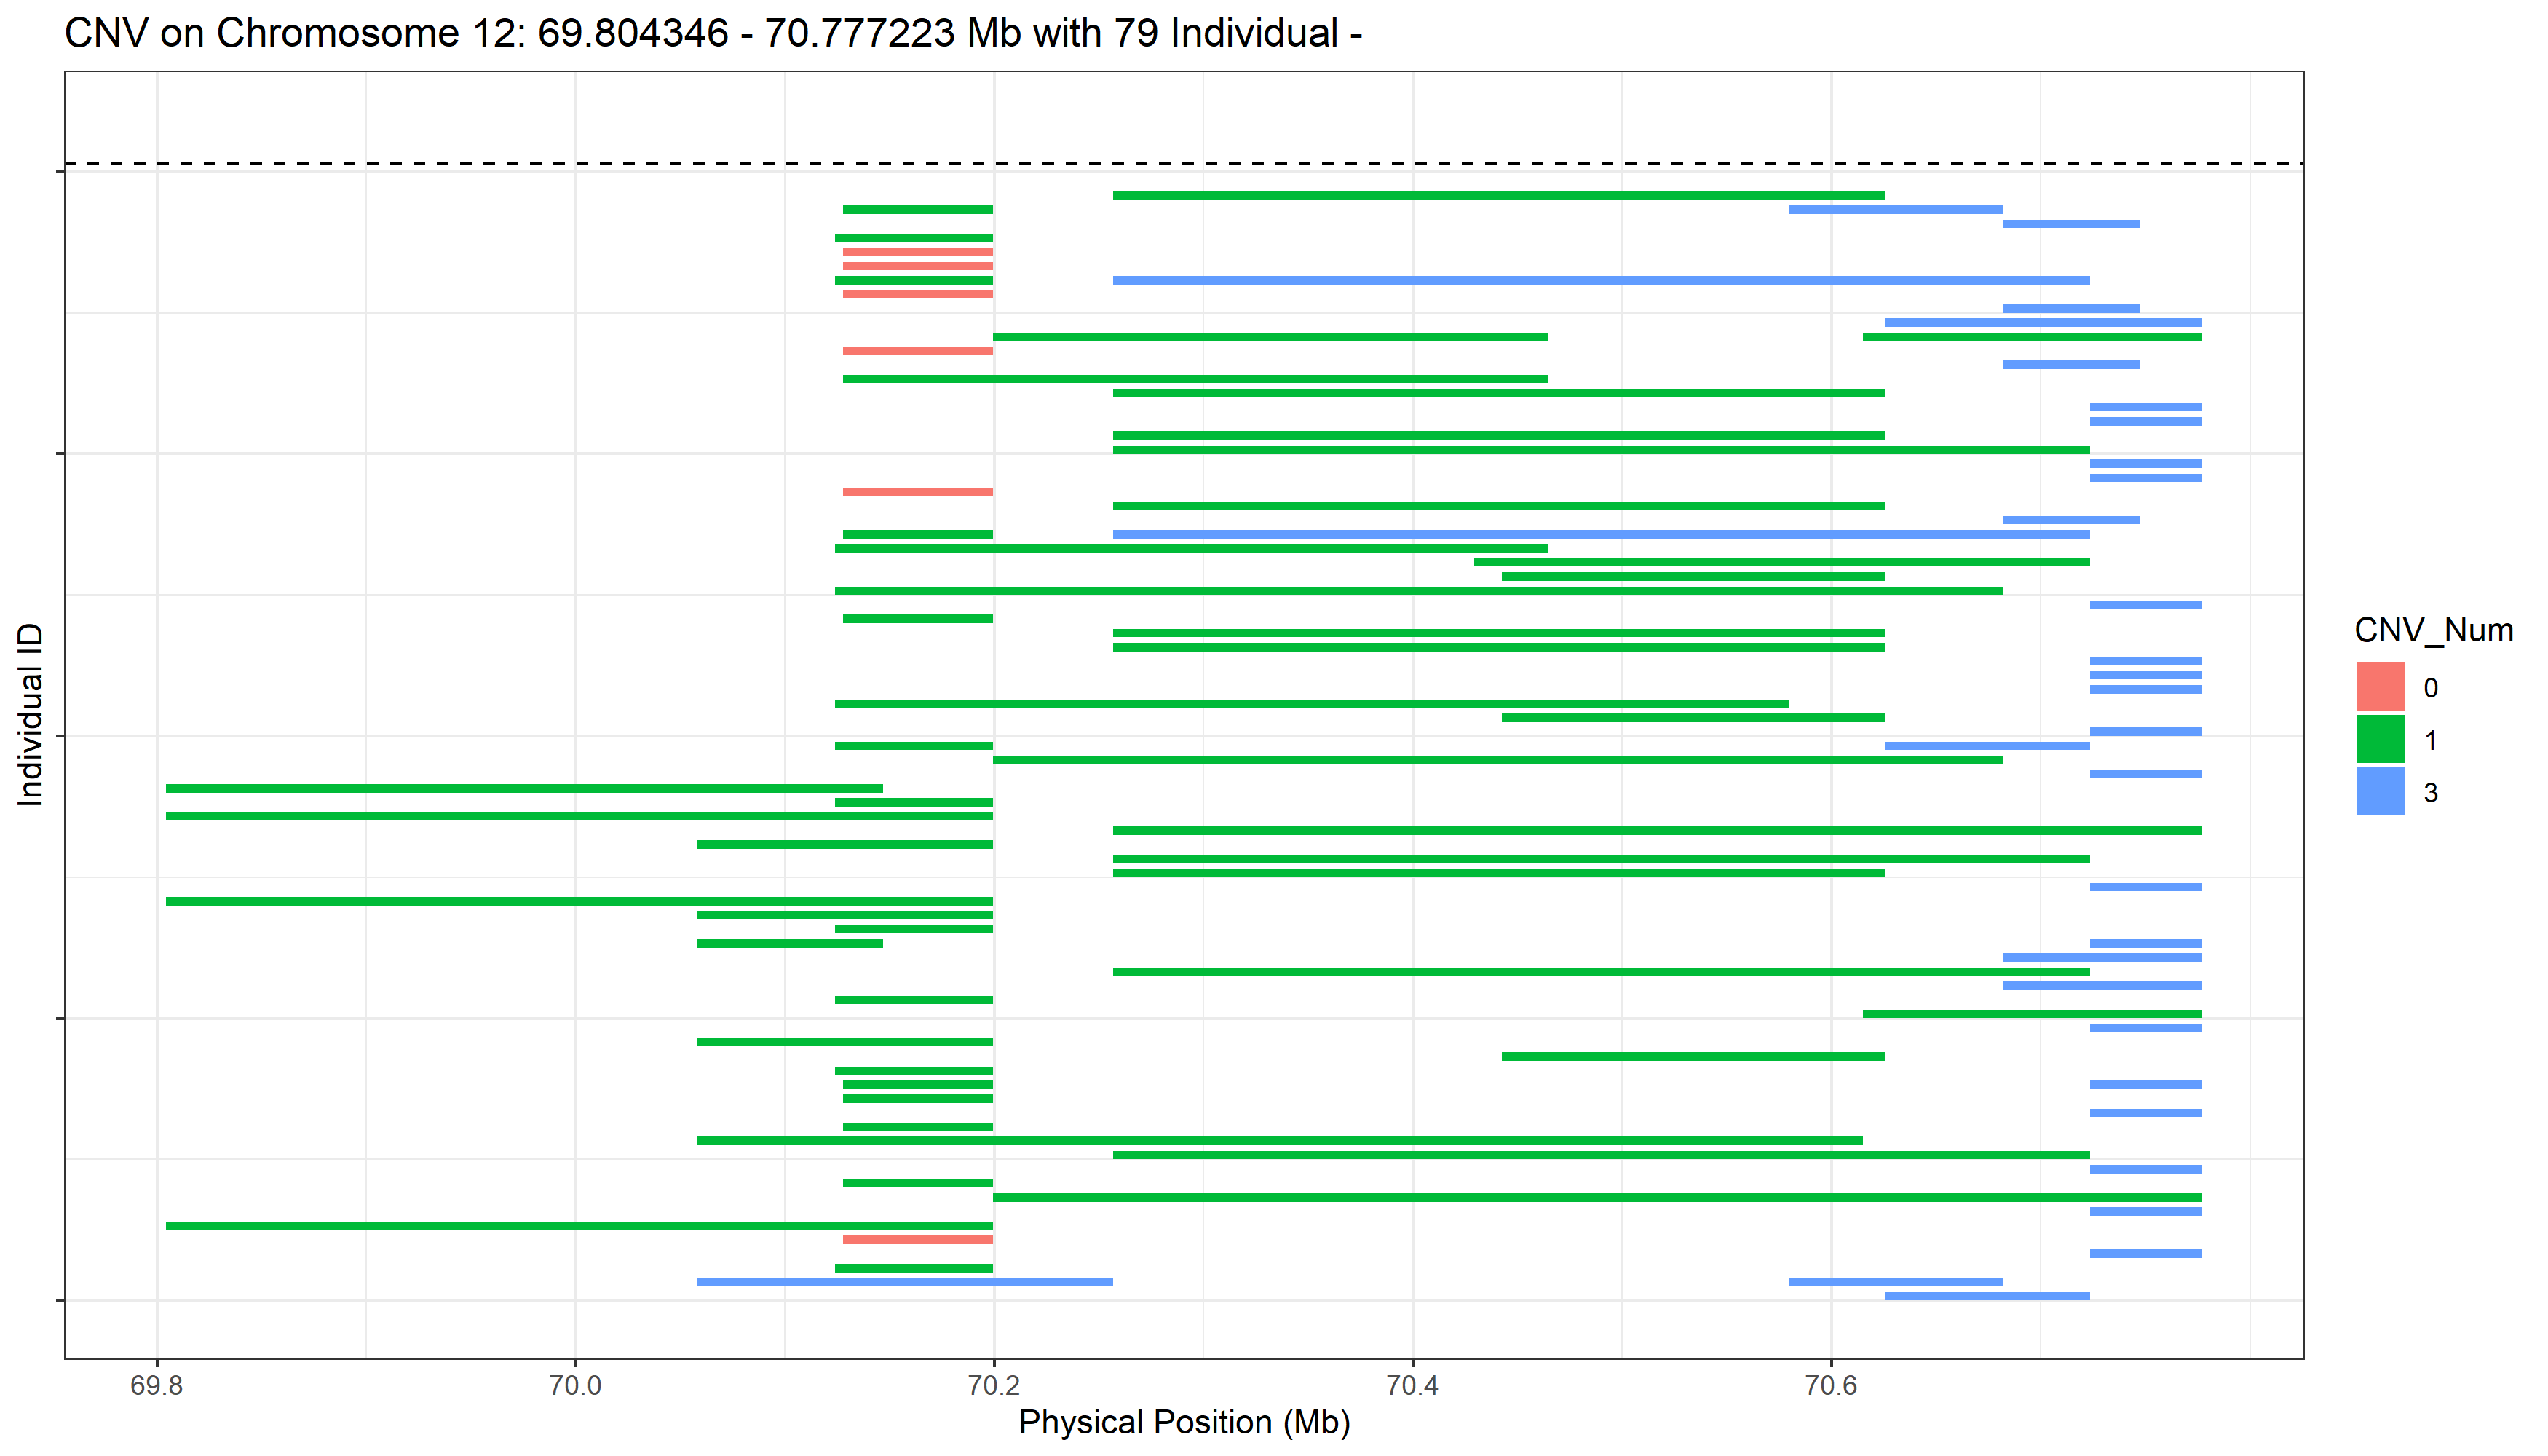 CNV on Chromosome 12: 69.804346 - 70.777223 Mb with 79 Individual -
Individual ID
CNV_Num
0
1
3
69.8 70.0 70.2 70.4 70.6
Physical Position (Mb)